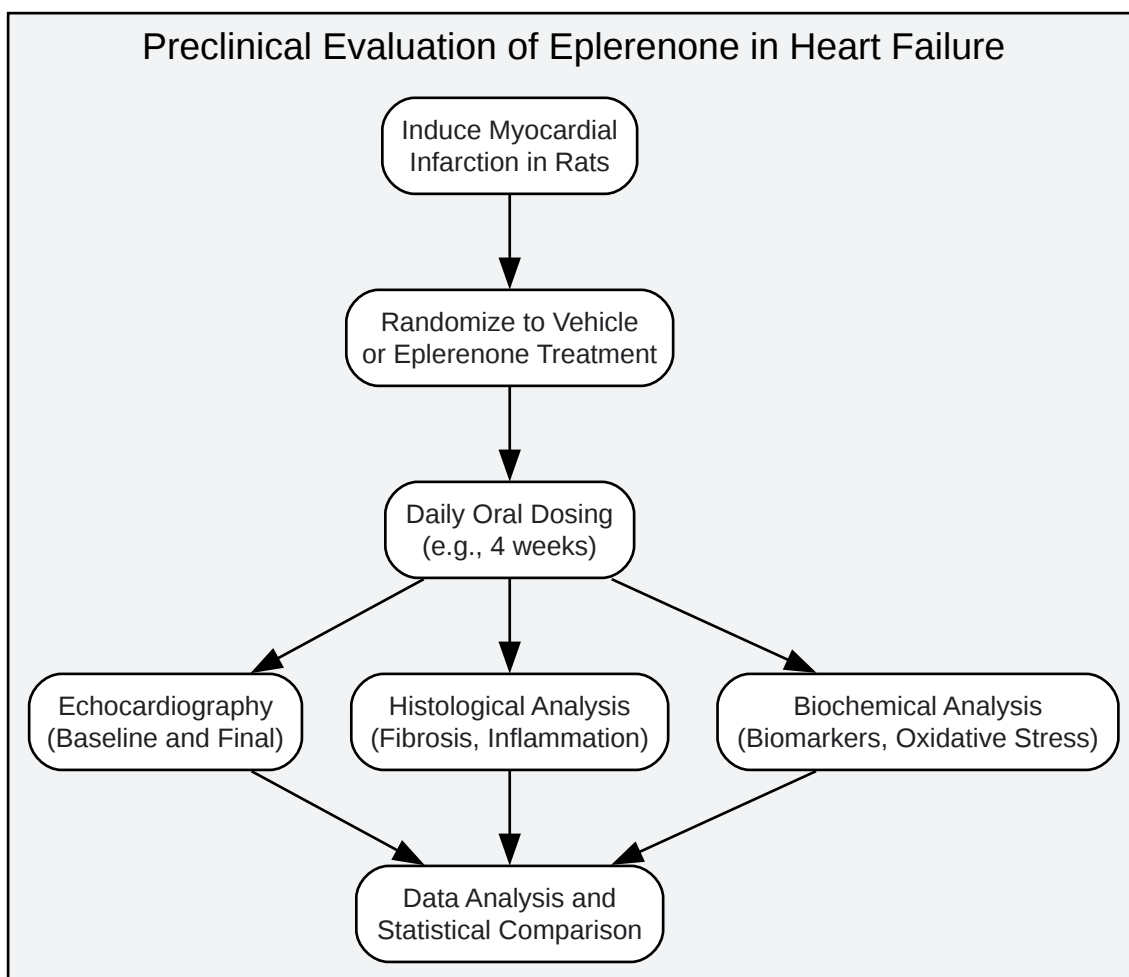 Preclinical Evaluation of Eplerenone in Heart Failure
Induce Myocardial
Infarction in Rats
Randomize to Vehicle
or Eplerenone Treatment
Daily Oral Dosing
(e.g., 4 weeks)
Echocardiography
(Baseline and Final)
Histological Analysis
(Fibrosis, Inflammation)
Biochemical Analysis
(Biomarkers, Oxidative Stress)
Data Analysis and
Statistical Comparison